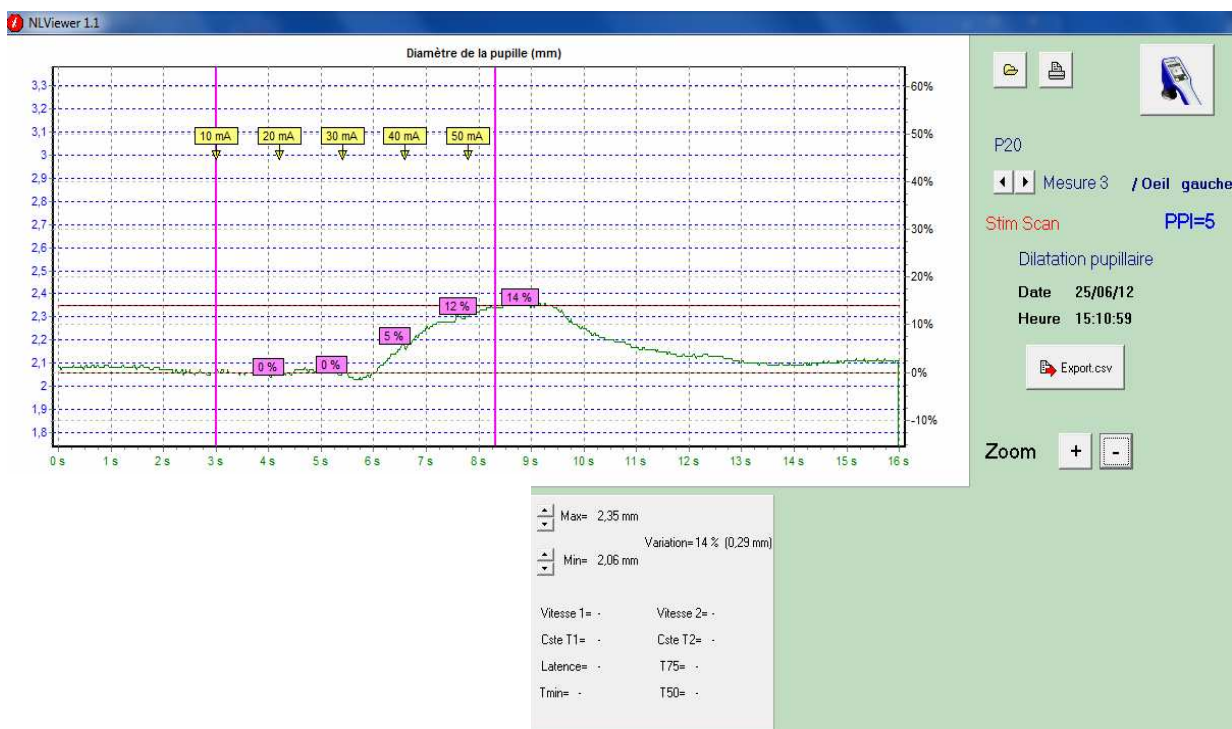 NLViewer 1.1
Diamètre de la pupille (mm)
3,3
3,2
3,1
3
2,9
2,8
2,7
2,6
2,5
2,4
2,3
2,2
2,1
2
1,9
1,8
10 mA 20 mA 30 mA 40 mA 50 mA
0 % 0 % 5 % 12 % 14 %
60%
50%
40%
30%
20%
10%
0%
-10%
0 s 1 s 2 s 3 s 4 s 5 s 6 s 7 s 8 s 9 s 10 s 11 s 12 s 13 s 14 s 15 s 16 s
P20
Mesure 3 / Oeil gauche
Stim Scan PPI=5
Dilatation pupillaire
Date 25/06/12
Heure 15:10:59
Export.csv
Zoom + -
Max= 2,35 mm
Variation= 14 % (0,29 mm)
Min= 2,06 mm
Vitesse 1= - Vitesse 2= -
Cste T1= - Cste T2= -
Latence= - T75= -
Tmin= - T50= -